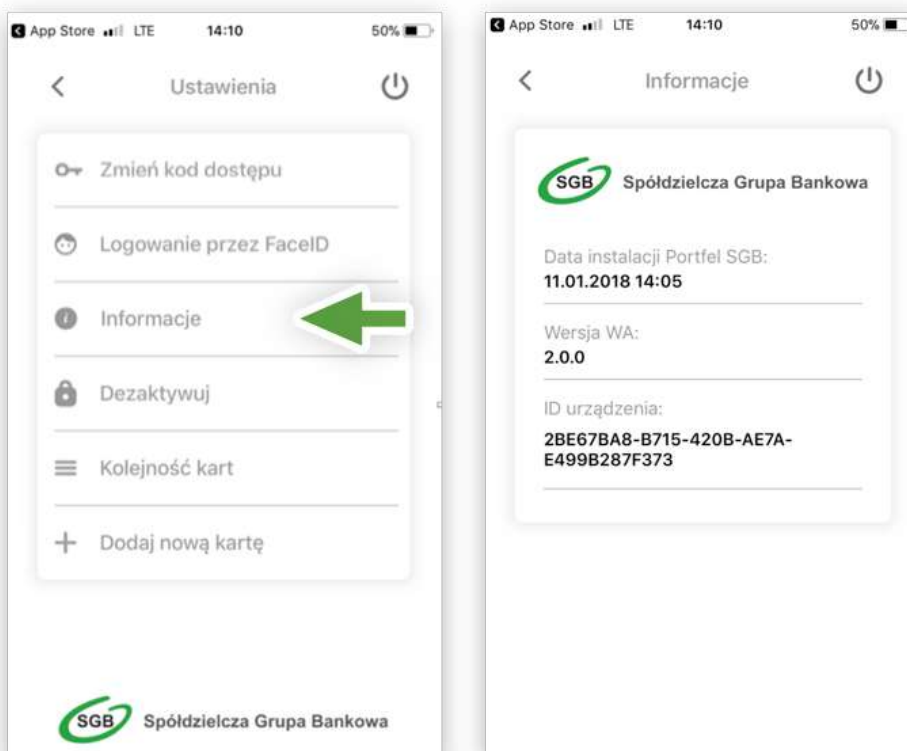 App Store LTE 14:10 50%
Ustawienia
Zmień kod dostępu
Logowanie przez FaceID
Informacje
Dezaktywuj
Kolejność kart
Dodaj nową kartę
SGB Spółdzielcza Grupa Bankowa
App Store LTE 14:10 50%
Informacje
SGB Spółdzielcza Grupa Bankowa
Data instalacji Portfel SGB:
11.01.2018 14:05
Wersja WA:
2.0.0
ID urządzenia:
2BE67BA8-B715-420B-AE7A-
E499B287F373